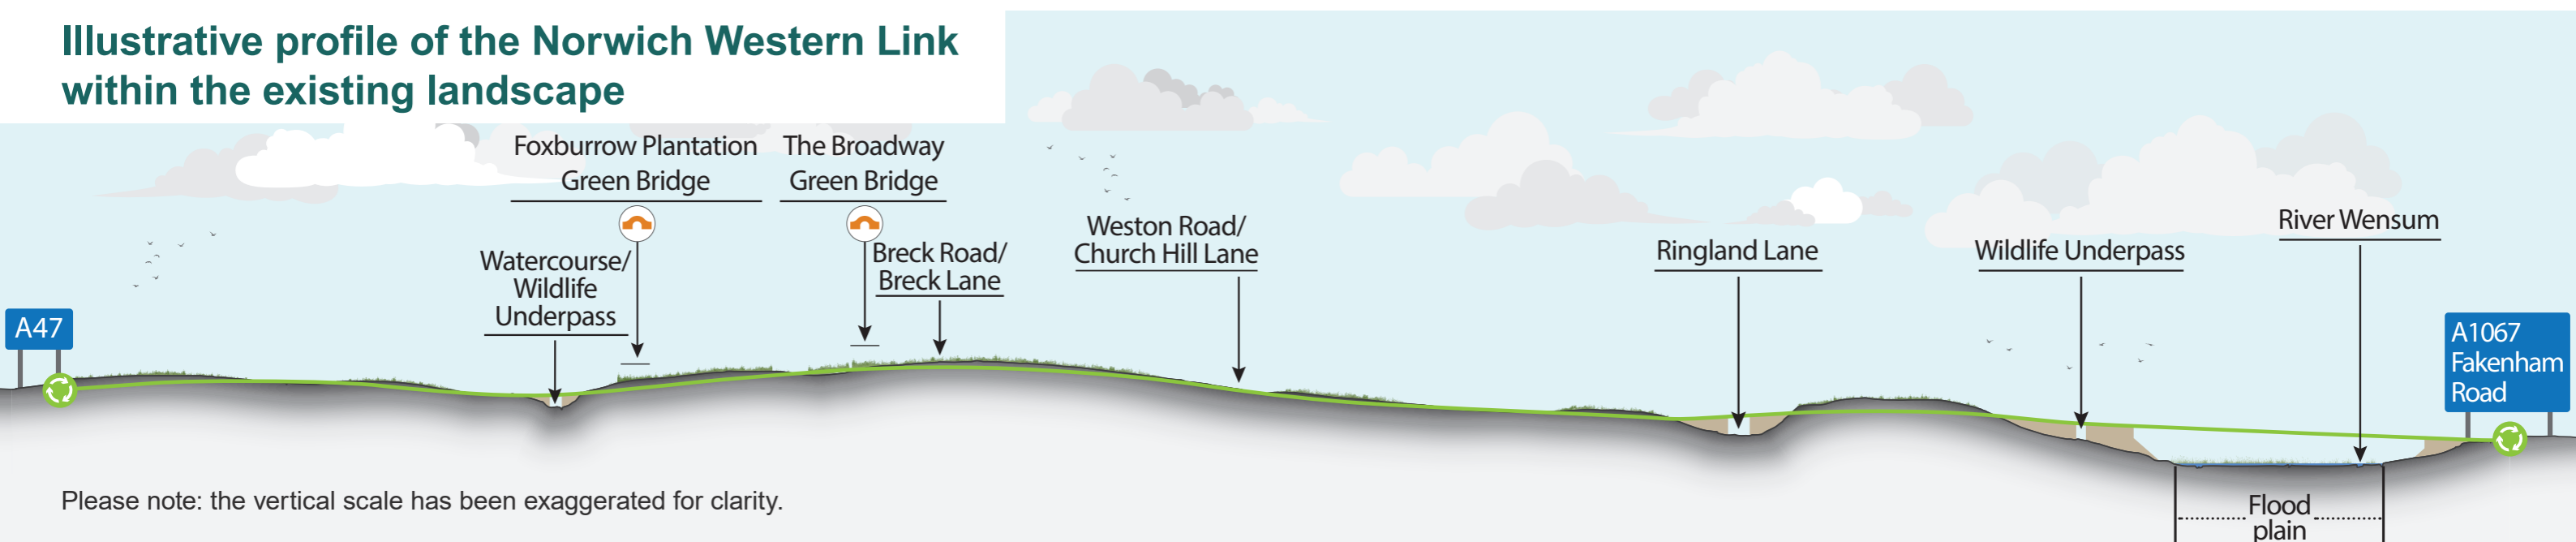 Illustrative profile of the Norwich Western Link
within the existing landscape
Foxburrow Plantation
Green Bridge
The Broadway
Green Bridge
Watercourse/
Wildlife
Underpass
Breck Road/
Breck Lane
Weston Road/
Church Hill Lane
Ringland Lane
Wildlife Underpass
River Wensum
A47
A1067
Fakenham
Road
Please note: the vertical scale has been exaggerated for clarity.
Flood
plain